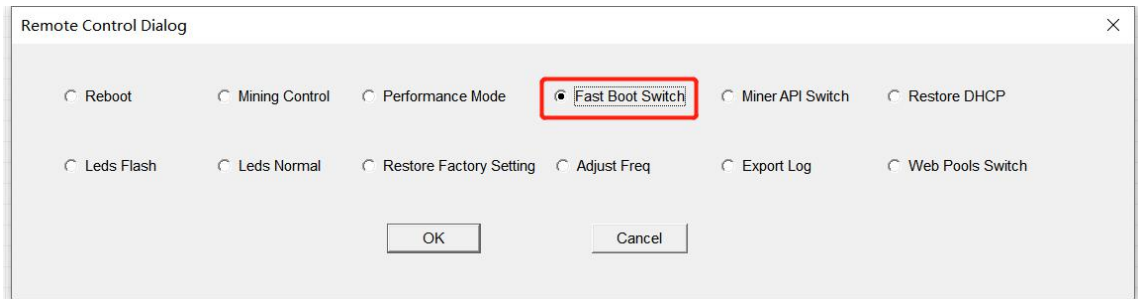 Remote Control Dialog
Reboot Mining Control Performance Mode Fast Boot Switch Miner API Switch Restore DHCP
Leds Flash Leds Normal Restore Factory Setting Adjust Freq Export Log Web Pools Switch
OK Cancel